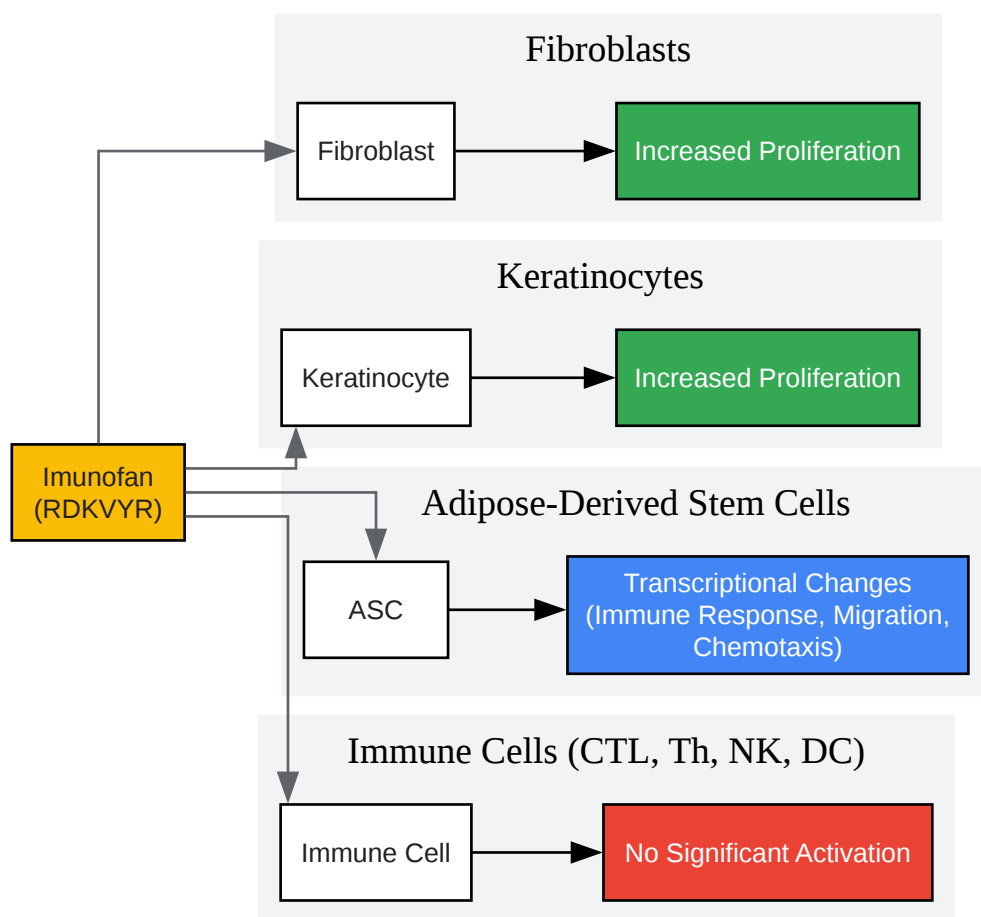 Fibroblasts
Fibroblast
Increased Proliferation
Keratinocytes
Keratinocyte
Increased Proliferation
Imunofan
(RDKVYR)
Adipose-Derived Stem Cells
ASC
Transcriptional Changes
(Immune Response, Migration,
Chemotaxis)
Immune Cells (CTL, Th, NK, DC)
Immune Cell
No Significant Activation